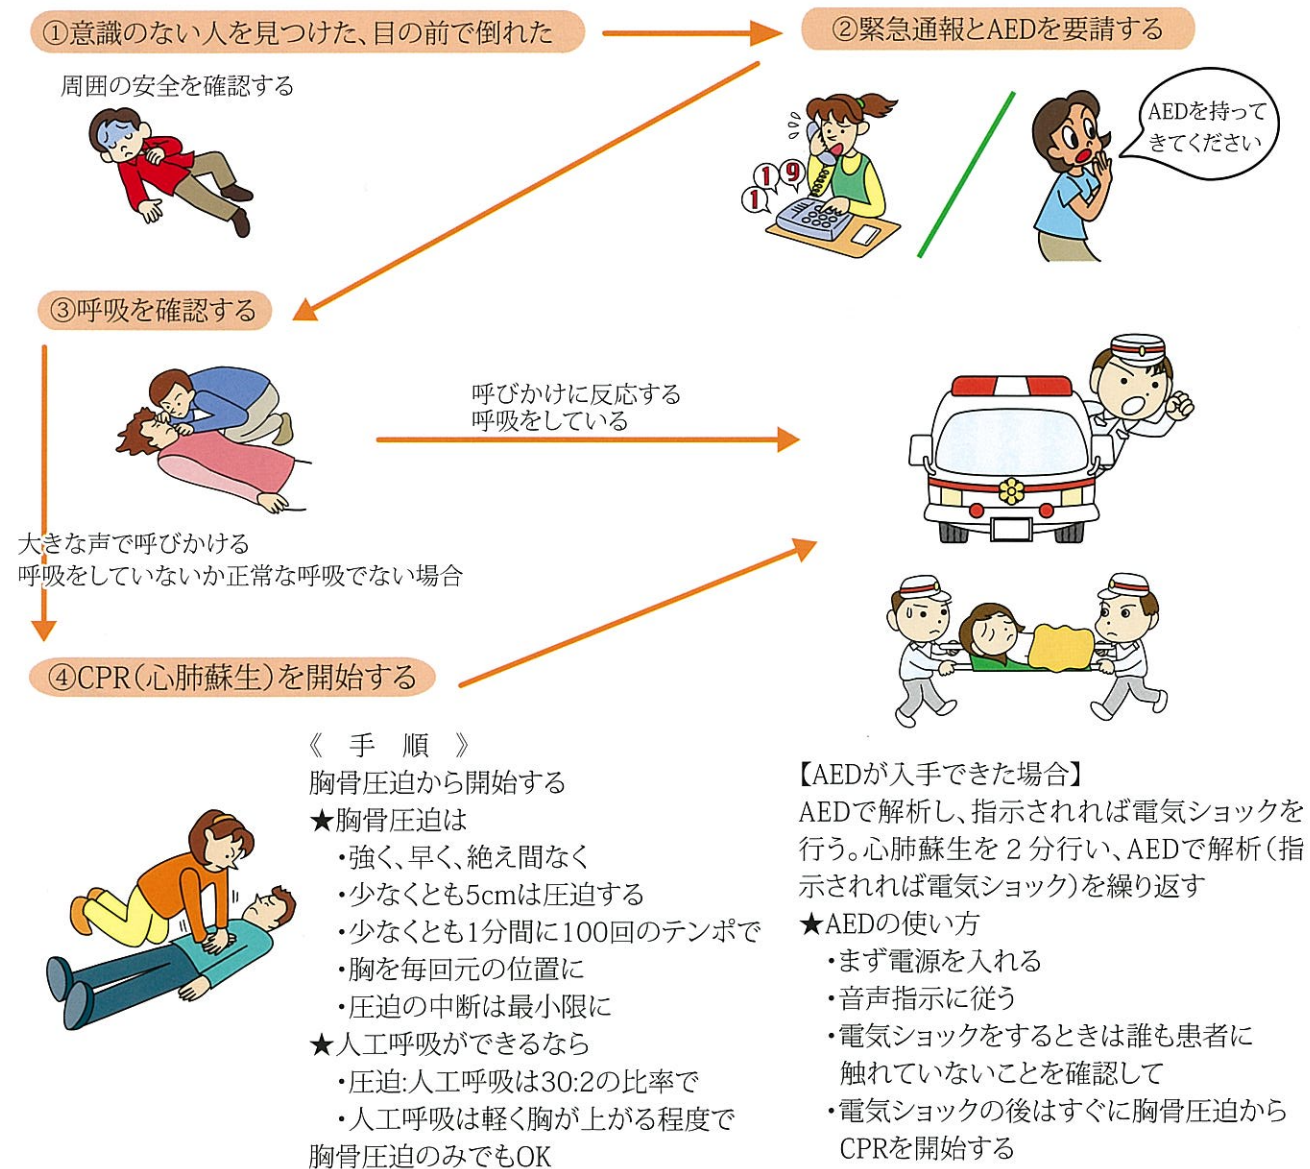 ①意識のない人を見つけた、目の前で倒れた
周囲の安全を確認する
②緊急通報とAEDを要請する
1
1
9
AEDを持って
きてください
③呼吸を確認する
呼びかけに反応する
呼吸をしている
大きな声で呼びかける
呼吸をしていないか正常な呼吸でない場合
④CPR(心肺蘇生)を開始する
《 手 順 》
胸骨圧迫から開始する
★胸骨圧迫は
・強く、早く、絶え間なく
・少なくとも5cmは圧迫する
・少なくとも1分間に100回のテンポで
・胸を毎回元の位置に
・圧迫の中断は最小限に
★人工呼吸ができるなら
・圧迫:人工呼吸は30:2の比率で
・人工呼吸は軽く胸が上がる程度で
胸骨圧迫のみでもOK
【AEDが入手できた場合】
AEDで解析し、指示されれば電気ショックを
行う。心肺蘇生を2分行い、AEDで解析(指
示されれば電気ショック)を繰り返す
★AEDの使い方
・まず電源を入れる
・音声指示に従う
・電気ショックをするときは誰も患者に
触れていないことを確認して
・電気ショックの後はすぐに胸骨圧迫から
CPRを開始する